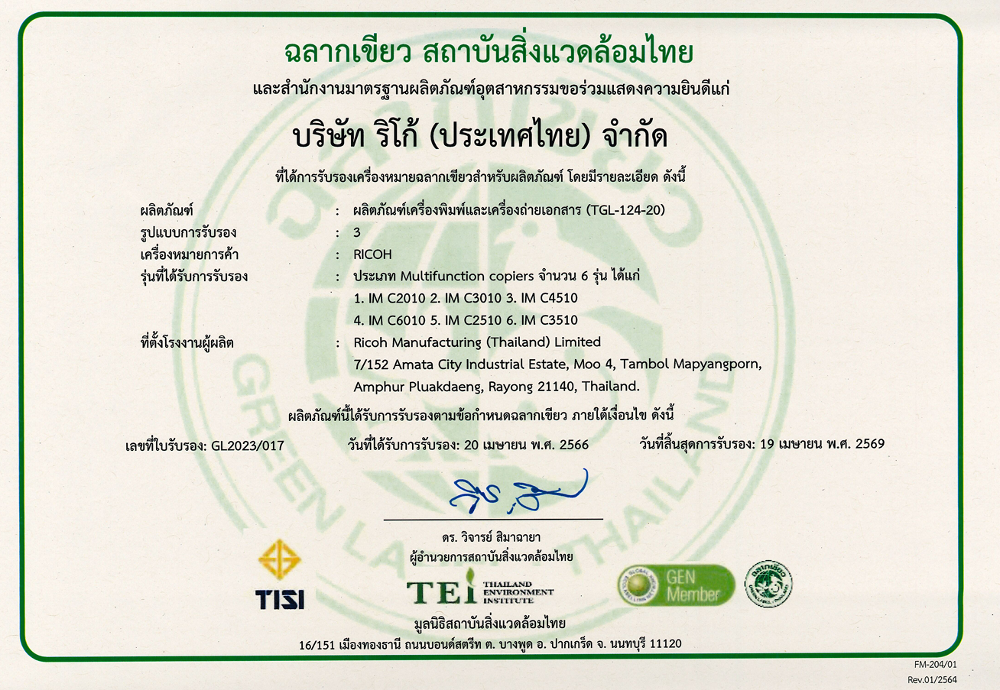 ฉลากเขียว สถาบันสิ่งแวดล้อมไทย
และสำนักงานมาตรฐานผลิตภัณฑ์อุตสาหกรรมขอร่วมแสดงความยินดีแก่
บริษัท ริโก้ (ประเทศไทย) จำกัด
ที่ได้การรับรองเครื่องหมายฉลากเขียวสำหรับผลิตภัณฑ์ โดยมีรายละเอียด ดังนี้
ผลิตภัณฑ์ : ผลิตภัณฑ์เครื่องพิมพ์และเครื่องถ่ายเอกสาร (TGL-124-20)
รูปแบบการรับรอง : 3
เครื่องหมายการค้า : RICOH
รุ่นที่ได้รับการรับรอง : ประเภท Multifunction copiers จำนวน 6 รุ่น ได้แก่
1. IM C2010 2. IM C3010 3. IM C4510
4. IM C6010 5. IM C2510 6. IM C3510
ที่ตั้งโรงงานผู้ผลิต : Ricoh Manufacturing (Thailand) Limited
7/152 Amata City Industrial Estate, Moo 4, Tambol Mapyangporn,
Amphur Pluakdaeng, Rayong 21140, Thailand.
ผลิตภัณฑ์นี้ได้รับการรับรองตามข้อกำหนดฉลากเขียว ภายใต้เงื่อนไข ดังนี้
เลขที่ใบรับรอง: GL2023/017 วันที่ได้รับการรับรอง: 20 เมษายน พ.ศ. 2566 วันที่สิ้นสุดการรับรอง: 19 เมษายน พ.ศ. 2569
ดร. วิจารย์ สิมาฉายา
ผู้อำนวยการสถาบันสิ่งแวดล้อมไทย
TISI
TEI THAILAND
ENVIRONMENT
INSTITUTE
GEN
Member
มูลนิธิสถาบันสิ่งแวดล้อมไทย
16/151 เมืองทองธานี ถนนบอนด์สตรีท ต. บางพูด อ. ปากเกร็ด จ. นนทบุรี 11120
FM-204/01
Rev.01/2564
ฉลากเขียว
GREEN LABEL : THAILAND